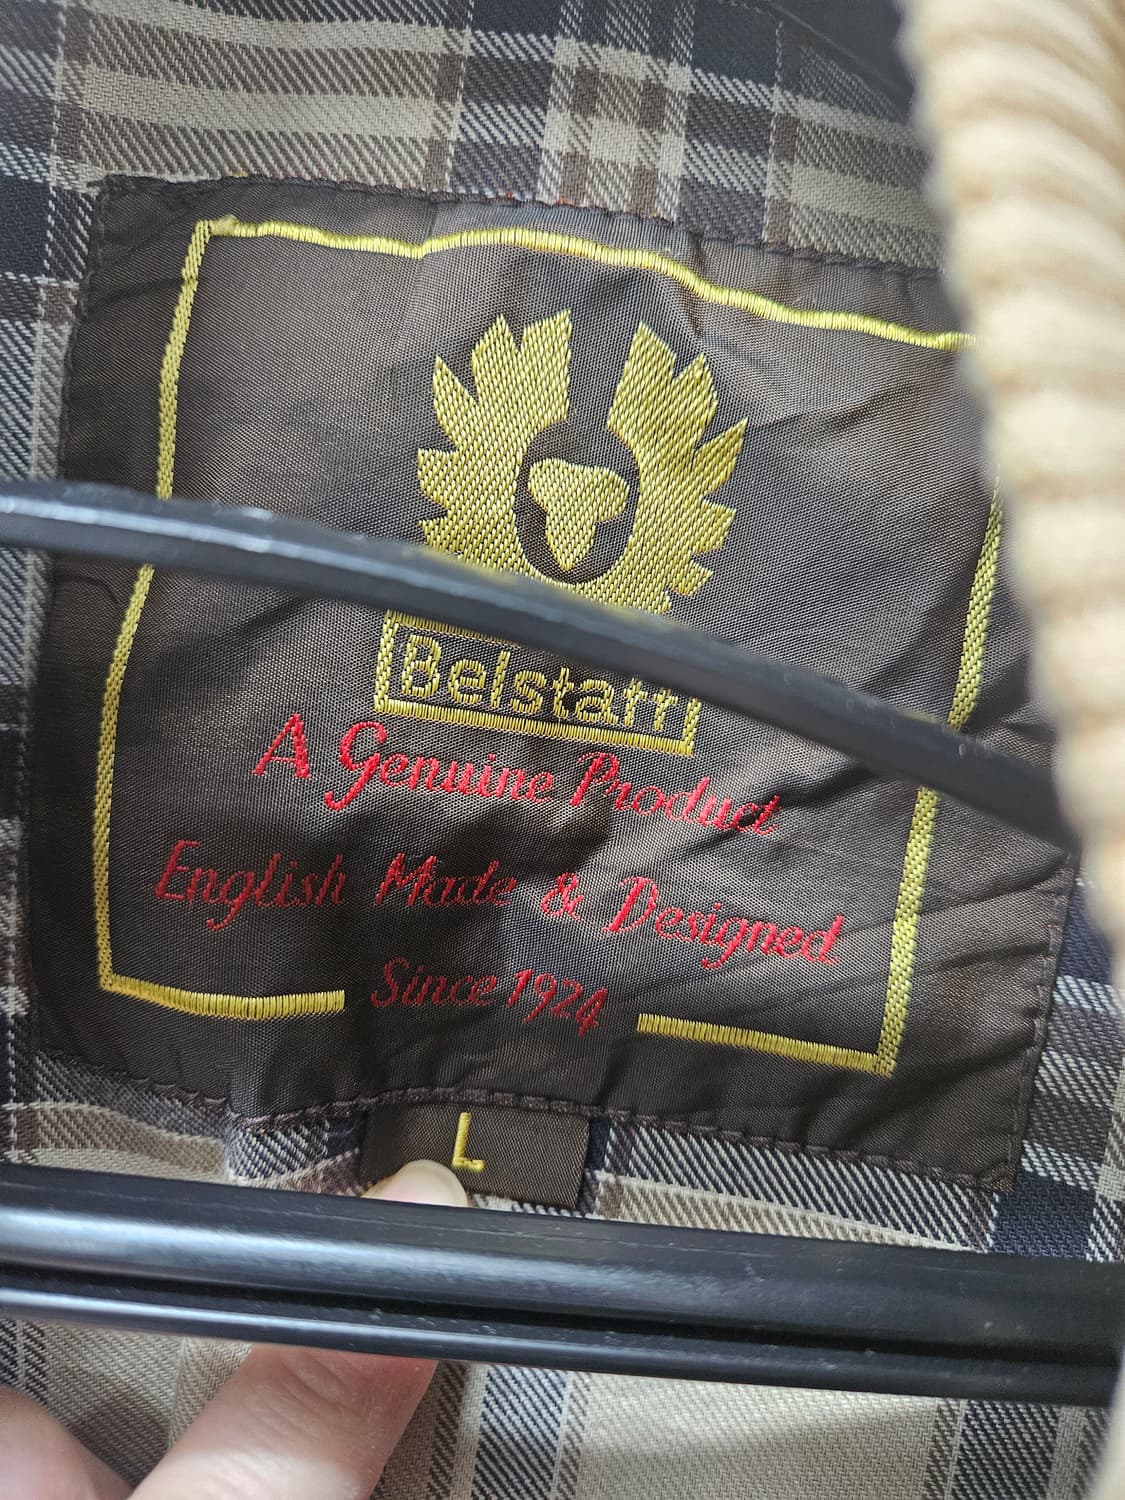 Belstaff
A Genuine Product
English Made & Designed
Since 1924
L